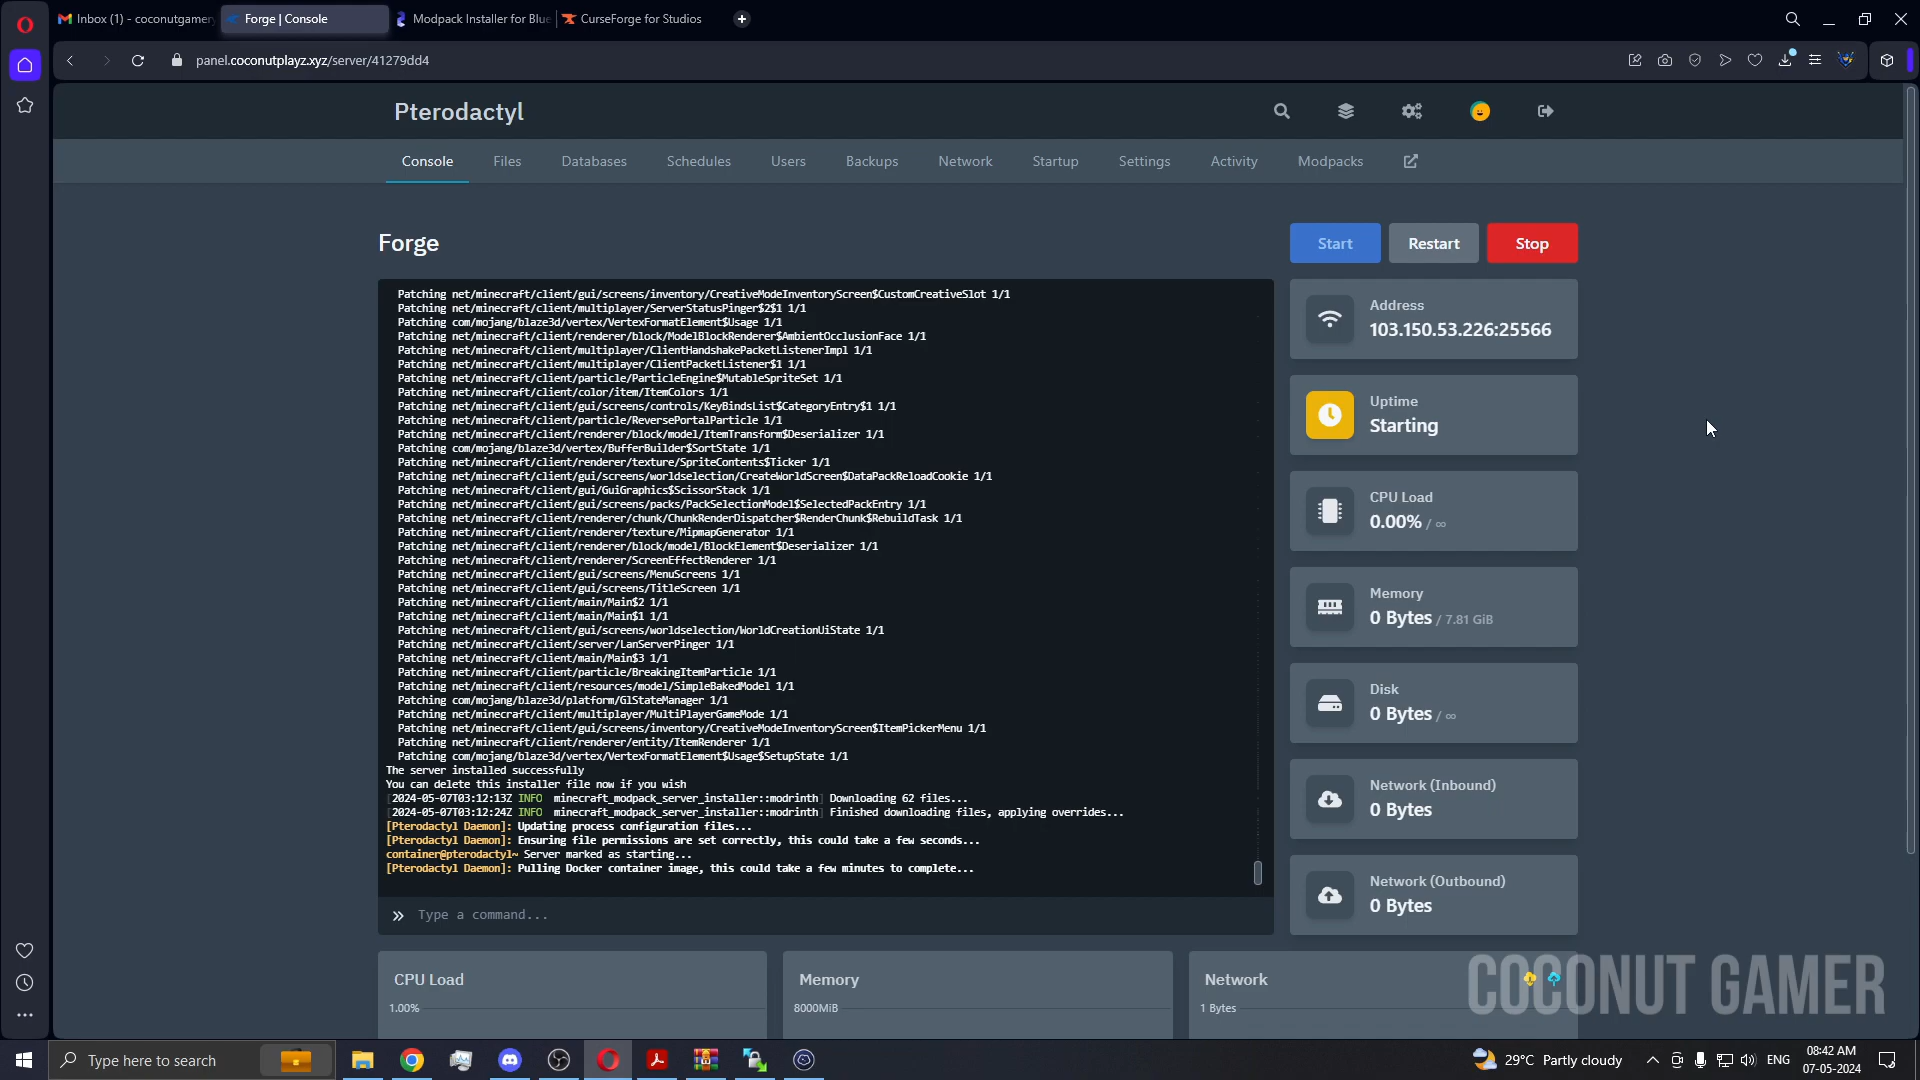 Inbox (1) - coconutgamer
Forge | Console
Modpack Installer for Blue
CurseForge for Studios
panel.coconutplayz.xyz/server/41279dd4
Pterodactyl
Console Files Databases Schedules Users Backups Network Startup Settings Activity Modpacks
Forge
Start Restart Stop
Patching net/minecraft/client/gui/screens/inventory/CreativeModeInventoryScreen$CustomCreativeSlot 1/1
Patching net/minecraft/client/multiplayer/ServerStatusPinger$2$1 1/1
Patching com/mojang/blaze3d/vertex/VertexFormatElement$Usage 1/1
Patching net/minecraft/client/renderer/block/ModelBlockRenderer$AmbientOcclusionFace 1/1
Patching net/minecraft/client/multiplayer/ClientHandshakePacketListenerImpl 1/1
Patching net/minecraft/client/multiplayer/ClientPacketListener$1 1/1
Patching net/minecraft/client/particle/ParticleEngine$MutableSpriteSet 1/1
Patching net/minecraft/client/color/item/ItemColors 1/1
Patching net/minecraft/client/gui/screens/controls/KeyBindsList$CategoryEntry$1 1/1
Patching net/minecraft/client/particle/ReversePortalParticle 1/1
Patching net/minecraft/client/renderer/block/model/ItemTransform$Deserializer 1/1
Patching com/mojang/blaze3d/vertex/BufferBuilder$SortState 1/1
Patching net/minecraft/client/renderer/texture/SpriteContents$Ticker 1/1
Patching net/minecraft/client/gui/screens/worldselection/CreateWorldScreen$DataPackReloadCookie 1/1
Patching net/minecraft/client/gui/GuiGraphics$ScissorStack 1/1
Patching net/minecraft/client/gui/screens/packs/PackSelectionModel$SelectedPackEntry 1/1
Patching net/minecraft/client/renderer/chunk/ChunkRenderDispatcher$RenderChunk$RebuildTask 1/1
Patching net/minecraft/client/renderer/texture/MipmapGenerator 1/1
Patching net/minecraft/client/renderer/block/model/BlockElement$Deserializer 1/1
Patching net/minecraft/client/renderer/ScreenEffectRenderer 1/1
Patching net/minecraft/client/gui/screens/MenuScreens 1/1
Patching net/minecraft/client/gui/screens/TitleScreen 1/1
Patching net/minecraft/client/main/Main$2 1/1
Patching net/minecraft/client/main/Main$1 1/1
Patching net/minecraft/client/gui/screens/worldselection/WorldCreationUiState 1/1
Patching net/minecraft/client/server/LanServerPinger 1/1
Patching net/minecraft/client/main/Main$3 1/1
Patching net/minecraft/client/particle/BreakingItemParticle 1/1
Patching net/minecraft/client/resources/model/SimpleBakedModel 1/1
Patching com/mojang/blaze3d/platform/GlStateManager 1/1
Patching net/minecraft/client/multiplayer/MultiPlayerGameMode 1/1
Patching net/minecraft/client/gui/screens/inventory/CreativeModeInventoryScreen$ItemPickerMenu 1/1
Patching net/minecraft/client/renderer/entity/ItemRenderer 1/1
Patching com/mojang/blaze3d/vertex/VertexFormatElement$Usage$SetupState 1/1
The server installed successfully
You can delete this installer file now if you wish
[2024-05-07T03:12:13Z INFO minecraft_modpack_server_installer::modrinth] Downloading 62 files...
[2024-05-07T03:12:24Z INFO minecraft_modpack_server_installer::modrinth] Finished downloading files, applying overrides...
[Pterodactyl Daemon]: Updating process configuration files...
[Pterodactyl Daemon]: Ensuring file permissions are set correctly, this could take a few seconds...
container@pterodactyl~ Server marked as starting...
[Pterodactyl Daemon]: Pulling Docker container image, this could take a few minutes to complete...
Type a command...
Address
103.150.53.226:25566
Uptime
Starting
CPU Load
0.00% / ∞
Memory
0 Bytes / 7.81 GiB
Disk
0 Bytes / ∞
Network (Inbound)
0 Bytes
Network (Outbound)
0 Bytes
CPU Load
1.00%
Memory
8000MiB
Network
1 Bytes
COCONUT GAMER
Type here to search
29°C Partly cloudy
ENG
08:42 AM
07-05-2024